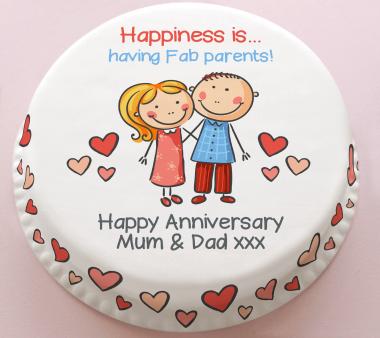 Happiness is...
having Fab parents!
Happy Anniversary
Mum & Dad xxx